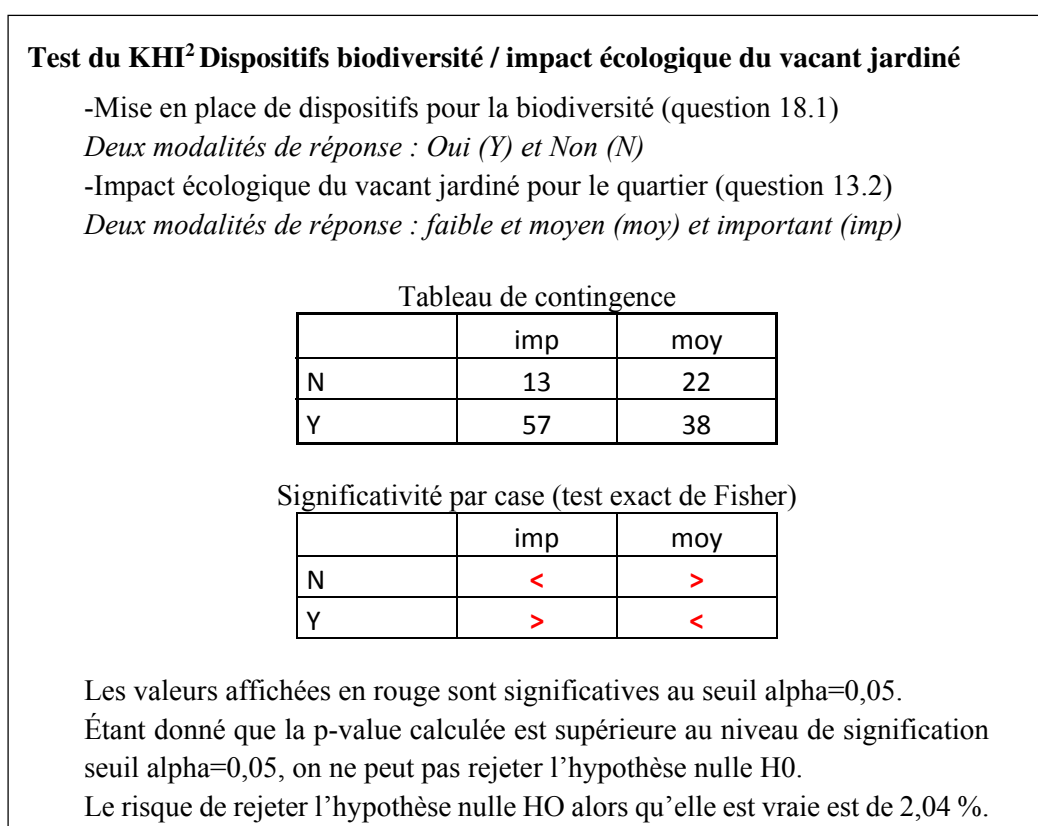 Test du KHI² Dispositifs biodiversité / impact écologique du vacant jardiné
-Mise en place de dispositifs pour la biodiversité (question 18.1)
Deux modalités de réponse : Oui (Y) et Non (N)
-Impact écologique du vacant jardiné pour le quartier (question 13.2)
Deux modalités de réponse : faible et moyen (moy) et important (imp)
Tableau de contingence
imp moy
N 13 22
Y 57 38
Significativité par case (test exact de Fisher)
imp moy
N < >
Y > <
Les valeurs affichées en rouge sont significatives au seuil alpha=0,05.
Étant donné que la p-value calculée est supérieure au niveau de signification
seuil alpha=0,05, on ne peut pas rejeter l’hypothèse nulle H0.
Le risque de rejeter l’hypothèse nulle HO alors qu’elle est vraie est de 2,04 %.